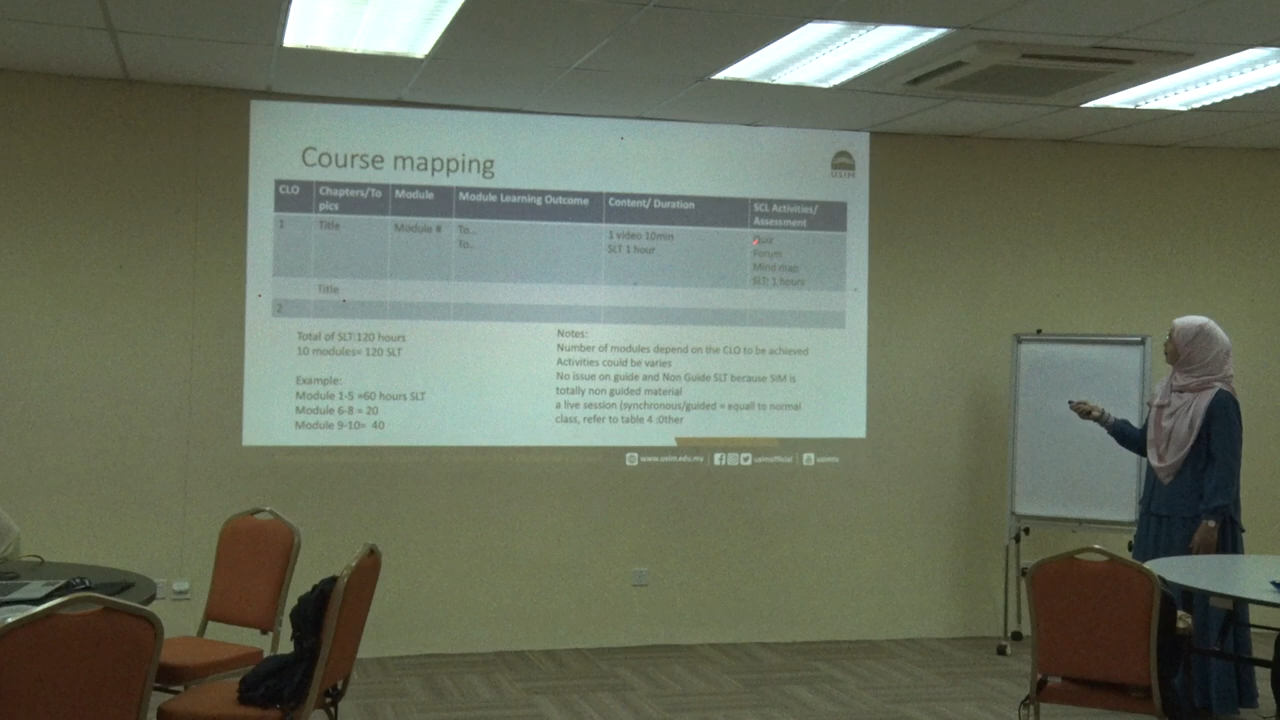 Course mapping
USIM
CLO
Chapters/To
pics
Module
Module Learning Outcome
Content/ Duration
SCL Activities/
Assessment
1
Title
Module #
To...
To..
1 video 10min
SLT 1 hour
Quiz
Forum
Mind map
SLT: 1 hours
Title
2
Total of SLT:120 hours
10 modules= 120 SLT
Example:
Module 1-5 =60 hours SLT
Module 6-8 = 20
Module 9-10= 40
Notes:
Number of modules depend on the CLO to be achieved
Activities could be varies
No issue on guide and Non Guide SLT because SIM is
totally non guided material
a live session (synchronous/guided = equall to normal
class, refer to table 4 :0ther
www.usim.edu.my
usimofficial
usimtv